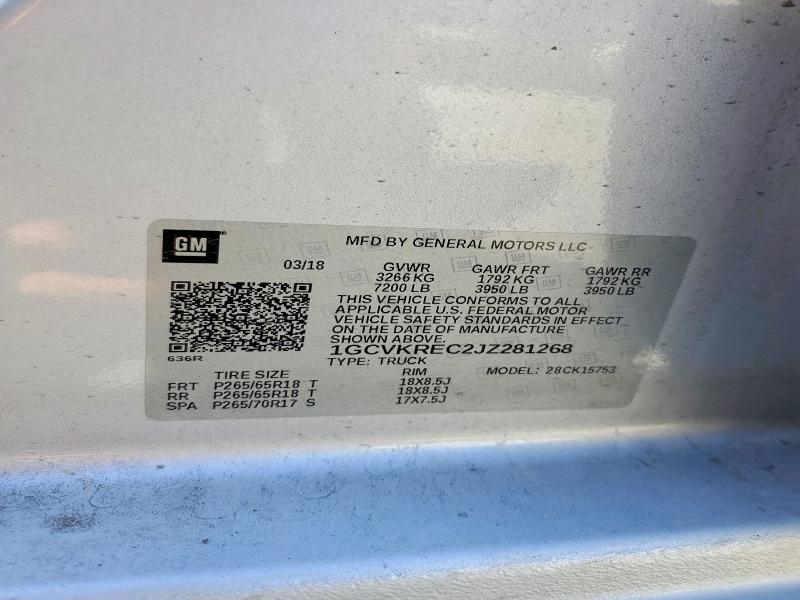 GM
MFD BY GENERAL MOTORS LLC
03/18 GVWR GAWR FRT GAWR RR
3266 KG 1792 KG 1792 KG
7200 LB 3950 LB 3950 LB
THIS VEHICLE CONFORMS TO ALL
APPLICABLE U.S. FEDERAL MOTOR
VEHICLE SAFETY STANDARDS IN EFFECT
ON THE DATE OF MANUFACTURE
SHOWN ABOVE.
636R
1GCVKREC2JZ281268
TYPE: TRUCK MODEL: 28CK15753
TIRE SIZE RIM
FRT P265/65R18 T 18X8.5J
RR P265/65R18 T 18X8.5J
SPA P265/70R17 S 17X7.5J